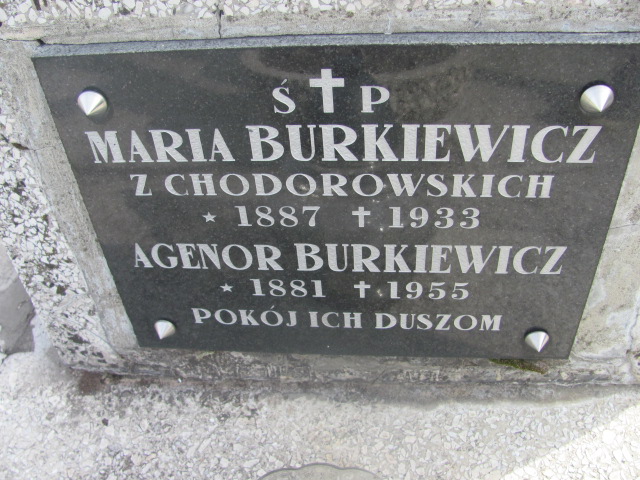 Ś ✝ P
MARIA BURKIEWICZ
Z CHODOROWSKICH
* 1887 ✝ 1933
AGENOR BURKIEWICZ
* 1881 ✝ 1955
POKÓJ ICH DUSZOM